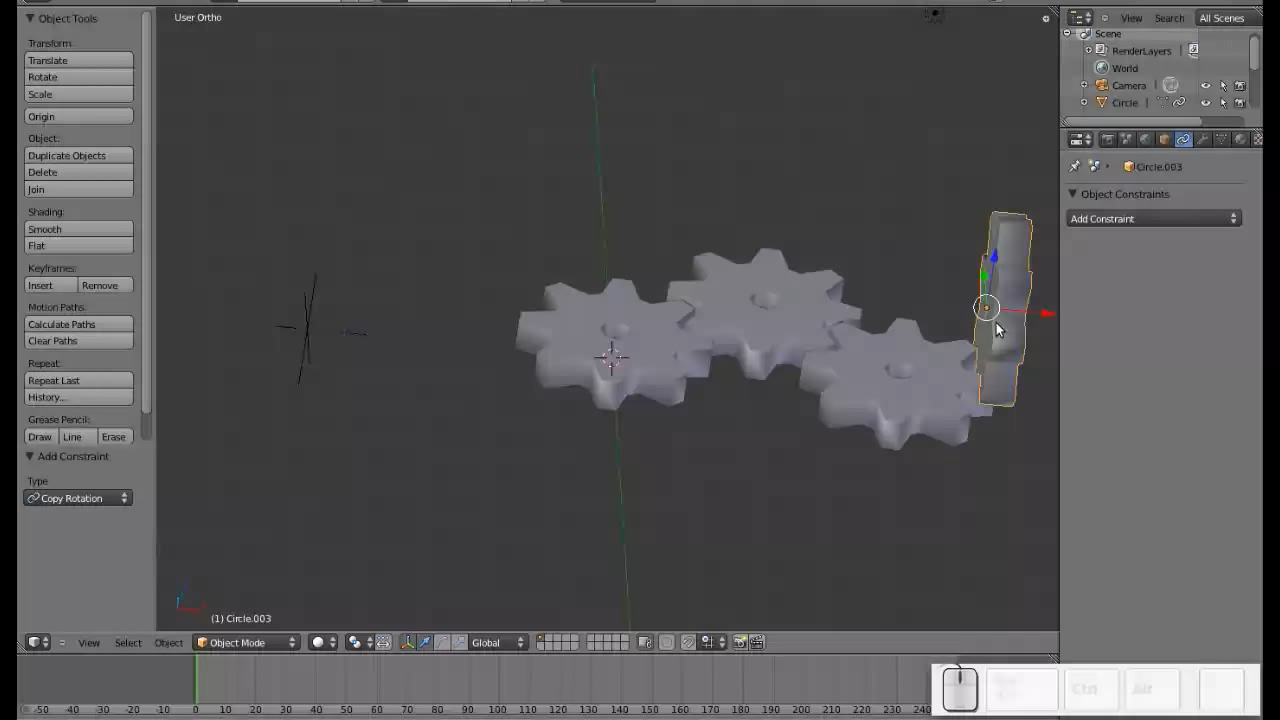 Object Tools
Transform:
Translate
Rotate
Scale
Origin
Object:
Duplicate Objects
Delete
Join
Shading:
Smooth
Flat
Keyframes:
Insert Remove
Motion Paths:
Calculate Paths
Clear Paths
Repeat:
Repeat Last
History...
Grease Pencil:
Draw Line Erase
Add Constraint
Type
Copy Rotation
User Ortho
(1) Circle.003
View Select Object Object Mode Global
View Search All Scenes
Scene
RenderLayers
World
Camera
Circle
Circle.003
Object Constraints
Add Constraint
-50 -40 -30 -20 -10 0 10 20 30 40 50 60 70 80 90 100 110 120 130 140 150 160 170 180 190 200 210 220 230 240
Ctrl Alt